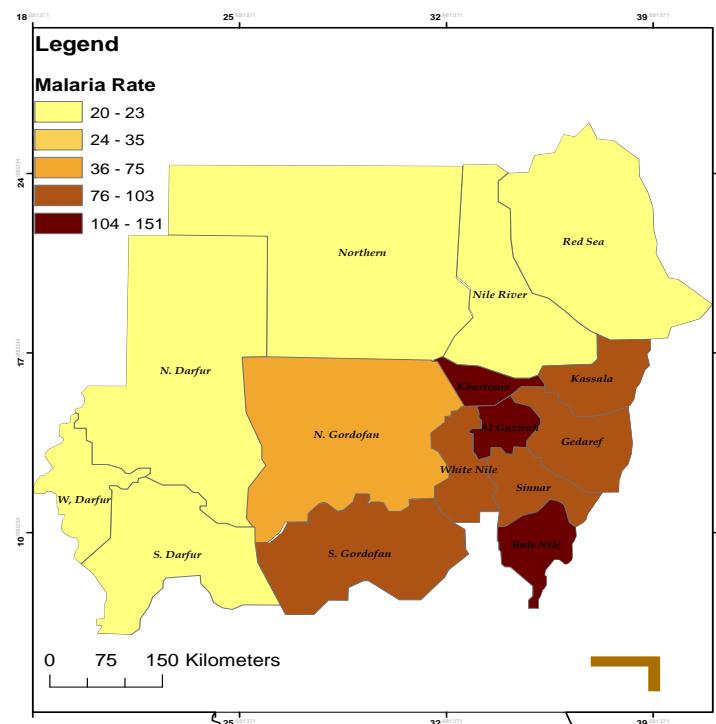 18 25 32 39
Legend
Malaria Rate
20 - 23
24 - 35
36 - 75
76 - 103
104 - 151
24
17
10
Northern
Red Sea
Nile River
N. Darfur
Khartoum
Kassala
N. Gordofan
Al Gazirah
Gedaref
White Nile
W, Darfur
Sinnar
S. Darfur
S. Gordofan
Bule Nile
0 75 150 Kilometers
25 32 39